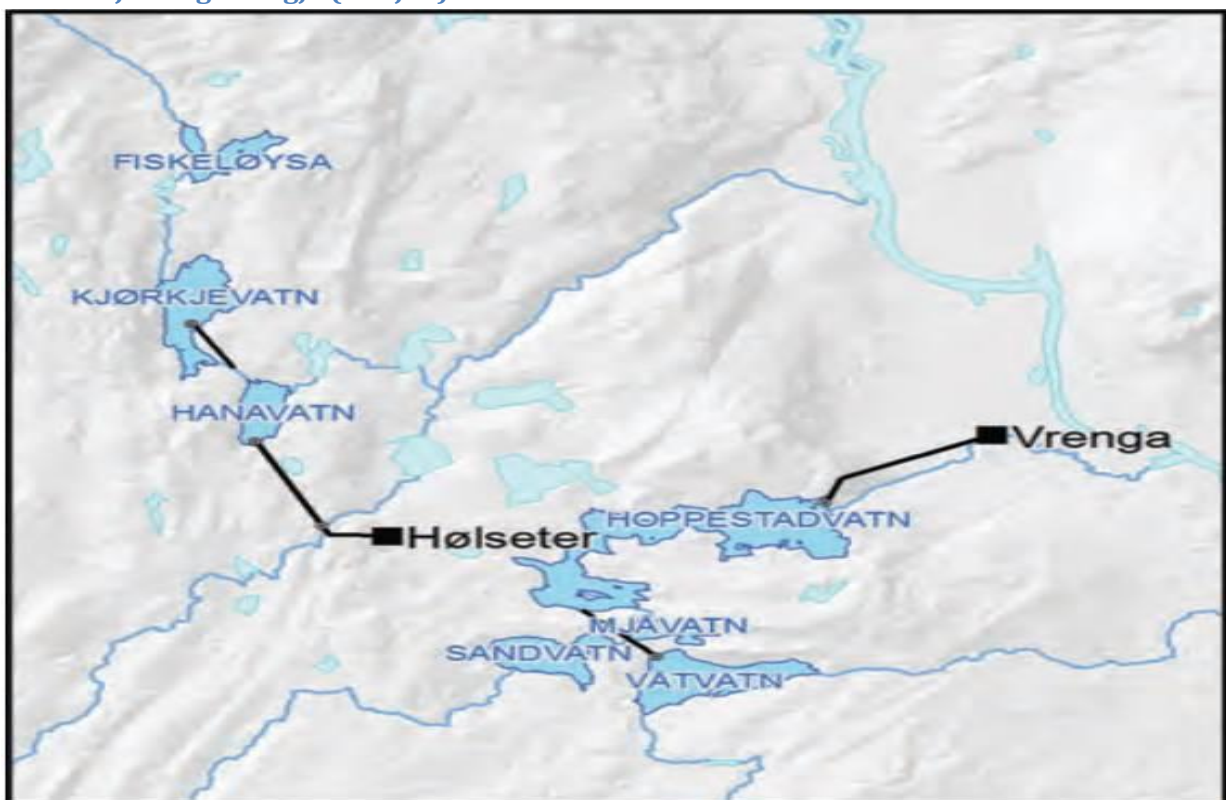 FISKELØYSA
KJØRKJEVATN
HANAVATN
Vrenga
HOPPESTADVATN
Hølseter
MJÅVATN
SANDVATN
VATVATN